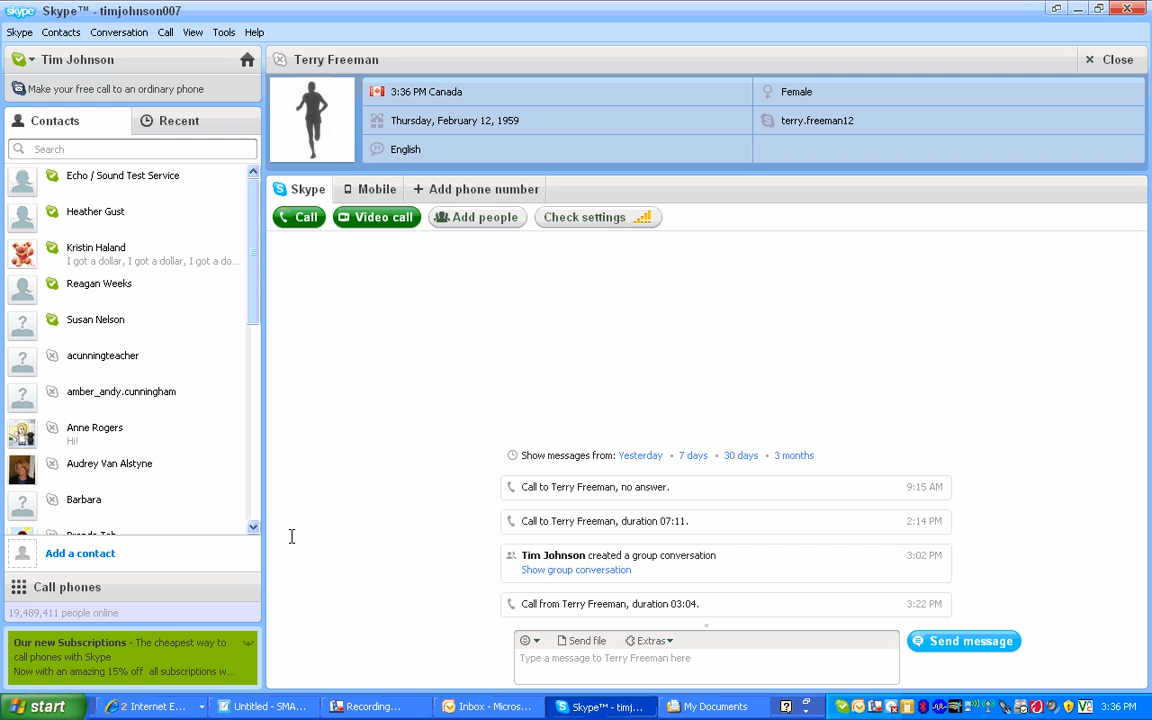 skype Skype™ - timjohnson007
Skype Contacts Conversation Call View Tools Help
Tim Johnson
Make your free call to an ordinary phone
Contacts Recent
Search
Echo / Sound Test Service
Heather Gust
Kristin Haland
I got a dollar, I got a dollar, I got a do...
Reagan Weeks
Susan Nelson
acunningteacher
amber_andy.cunningham
Anne Rogers
Hi!
Audrey Van Alstyne
Barbara
Add a contact
Call phones
19,489,411 people online
Our new Subscriptions - The cheapest way to
call phones with Skype
Now with an amazing 15% off all subscriptions w...
Terry Freeman Close
3:36 PM Canada Female
Thursday, February 12, 1959 terry.freeman12
English
Skype Mobile + Add phone number
Call Video call Add people Check settings
Show messages from: Yesterday • 7 days • 30 days • 3 months
Call to Terry Freeman, no answer. 9:15 AM
Call to Terry Freeman, duration 07:11. 2:14 PM
Tim Johnson created a group conversation 3:02 PM
Show group conversation
Call from Terry Freeman, duration 03:04. 3:22 PM
Send file Extras Send message
Type a message to Terry Freeman here
start 2 Internet E... Untitled - SMA... Recording... Inbox - Micros... Skype™ - timj... My Documents 3:36 PM